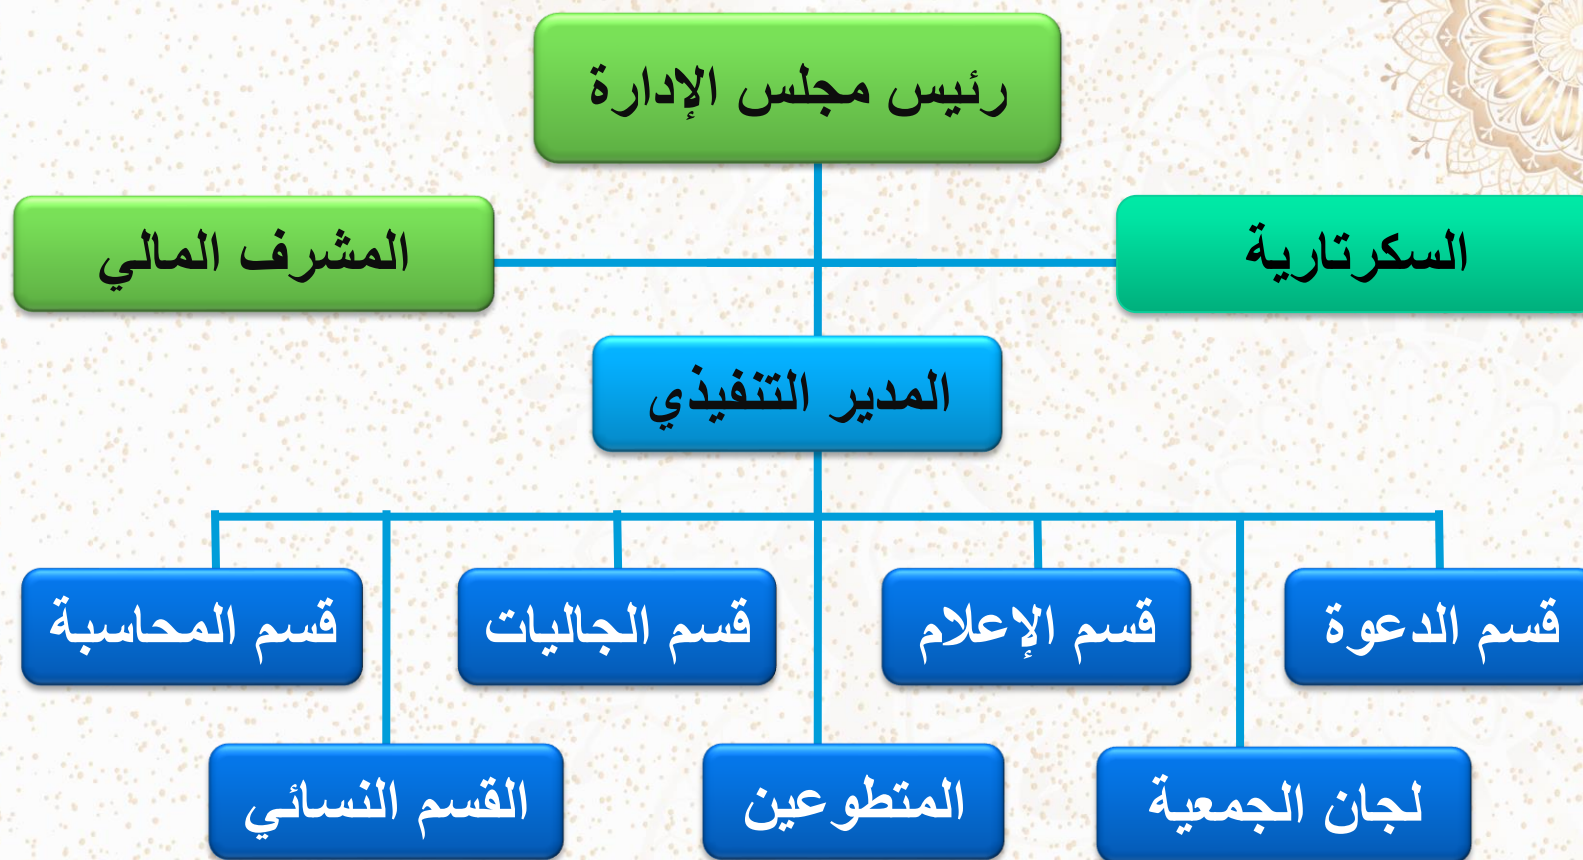 رئيس مجلس الإدارة
السكرتارية
المشرف المالي
المدير التنفيذي
قسم الدعوة
قسم الإعلام
قسم الجاليات
قسم المحاسبة
لجان الجمعية
المتطوعين
القسم النسائي